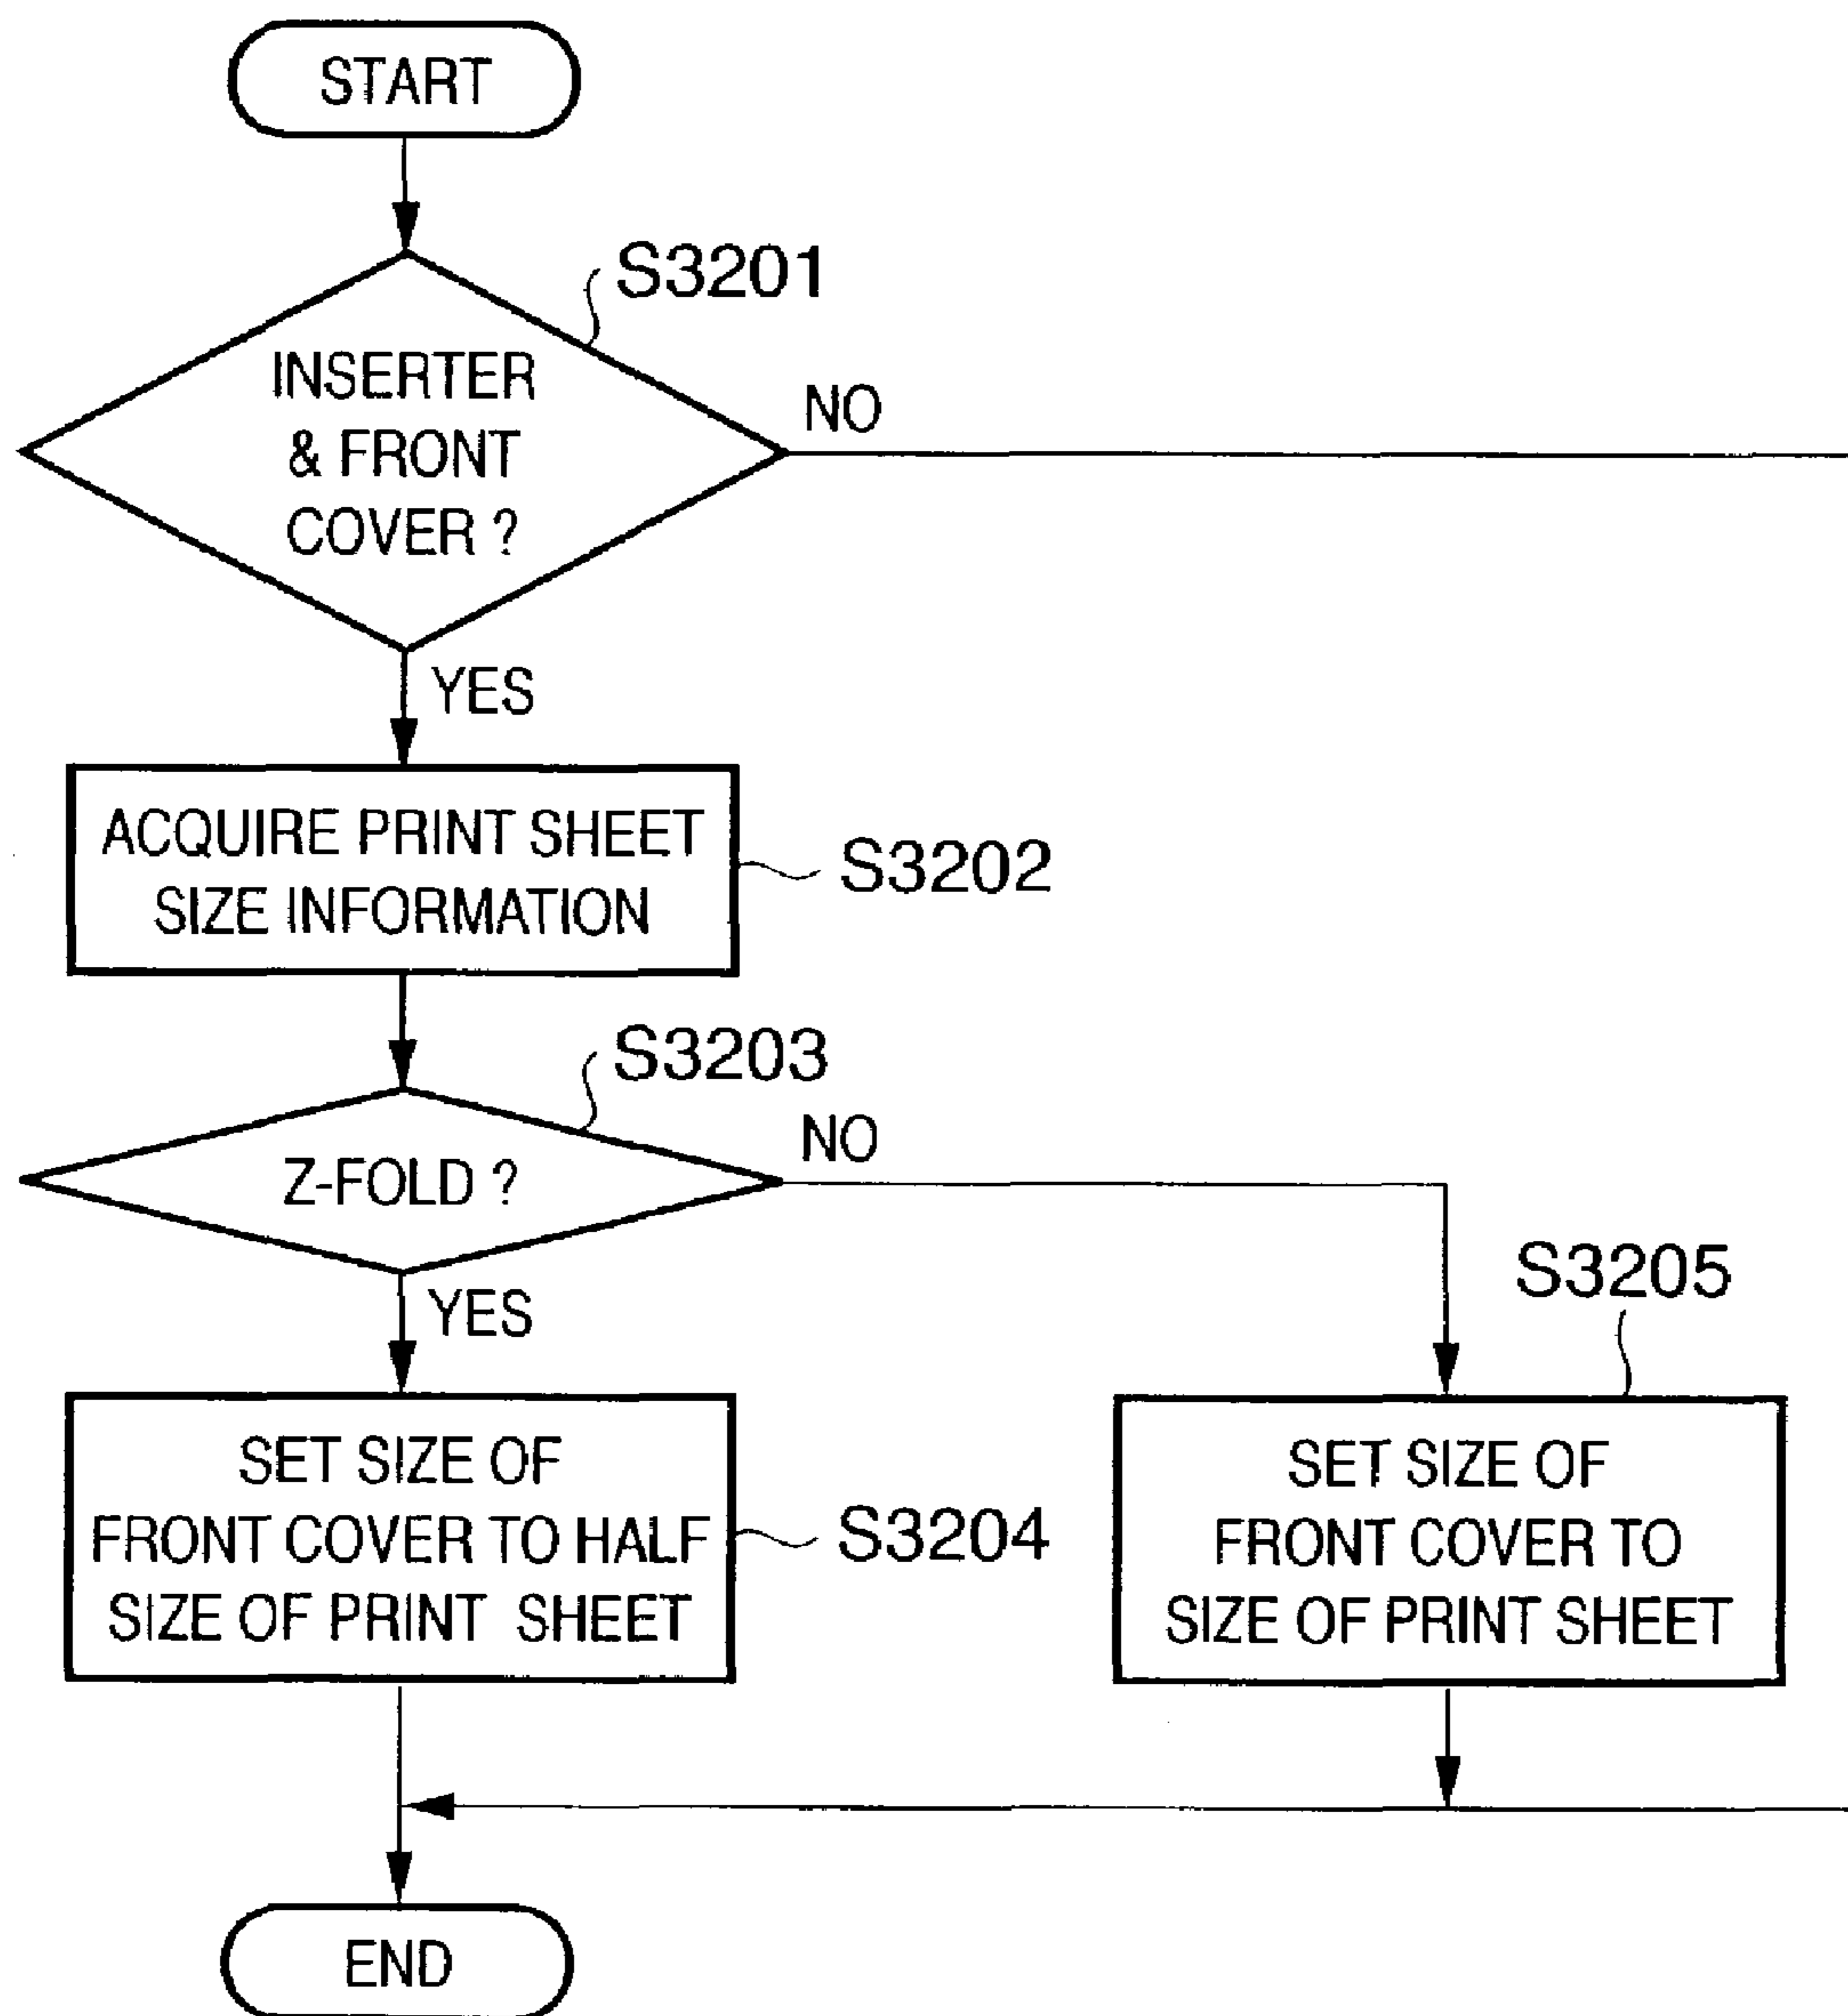 START
S3201
INSERTER
& FRONT
COVER ?
NO
YES
ACQUIRE PRINT SHEET
SIZE INFORMATION
S3202
S3203
Z-FOLD ?
NO
YES
S3205
SET SIZE OF
FRONT COVER TO HALF
SIZE OF PRINT SHEET
S3204
SET SIZE OF
FRONT COVER TO
SIZE OF PRINT SHEET
END